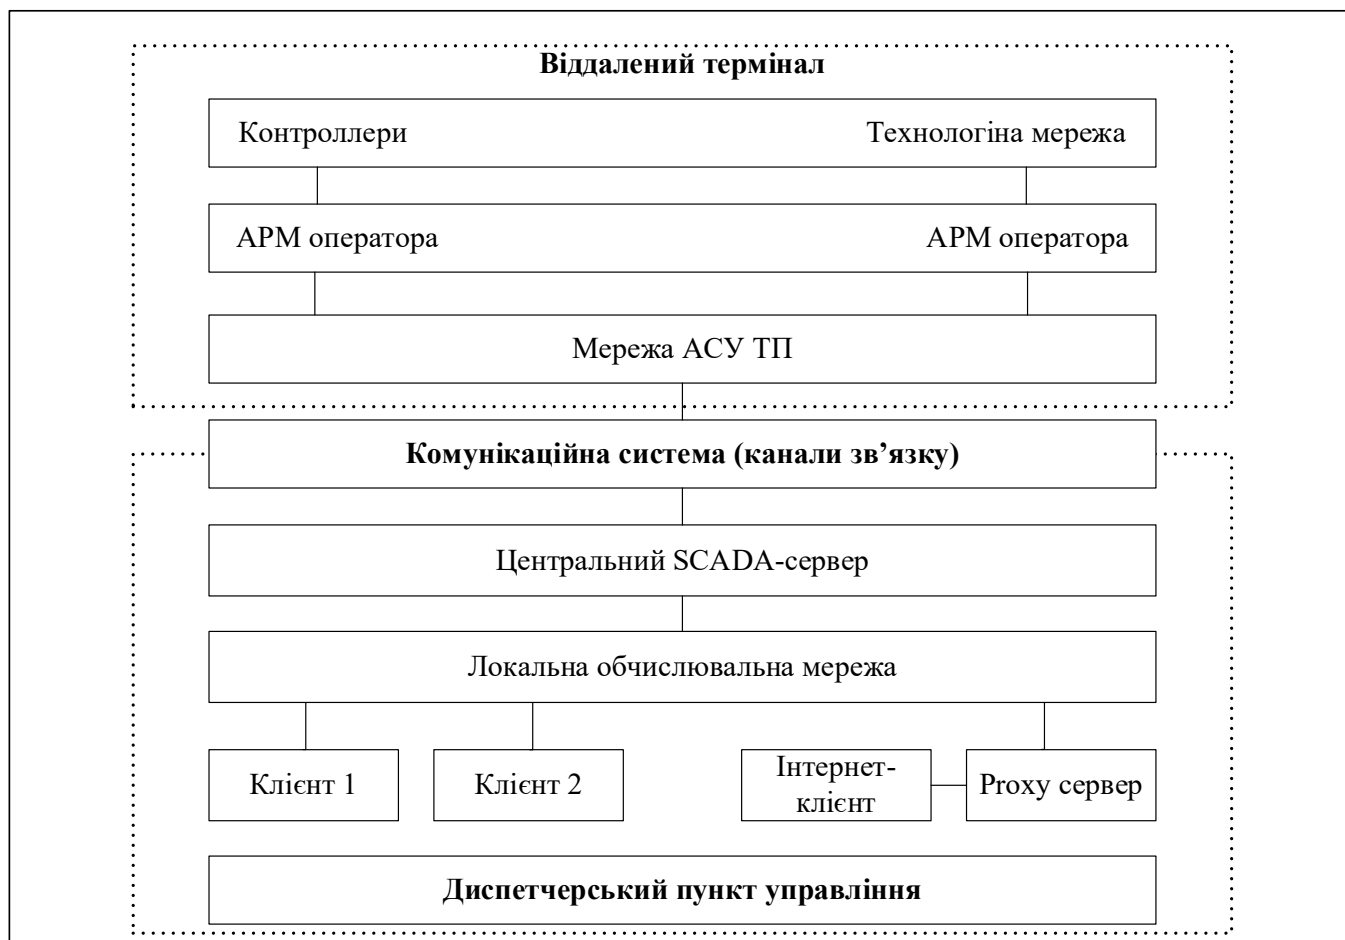 Віддалений термінал
Контроллери Технологіна мережа
АРМ оператора АРМ оператора
Мережа АСУ ТП
Комунікаційна система (канали зв’язку)
Центральний SCADA-сервер
Локальна обчислювальна мережа
Клієнт 1
Клієнт 2
Інтернет-
клієнт
Proxy сервер
Диспетчерський пункт управління